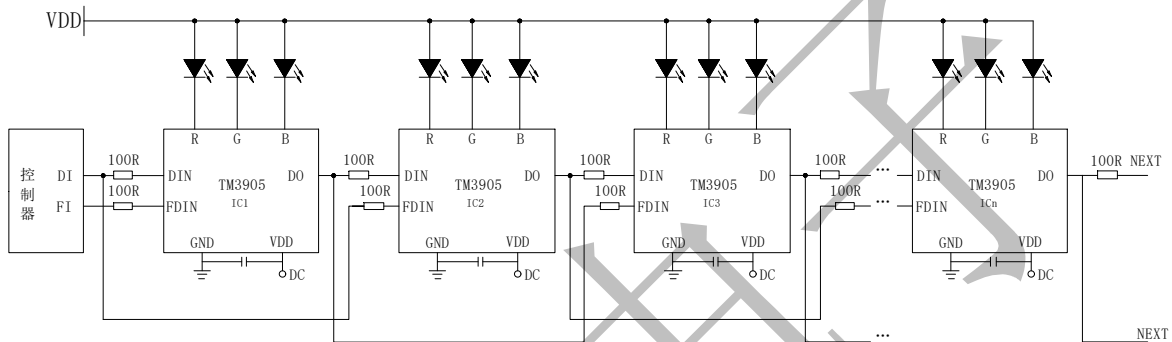 VDD
R G B R G B R G B R G B
控制器
DI 100R DIN TM3905 DO 100R DIN TM3905 DO 100R DIN TM3905 DO 100R ... DIN TM3905 DO 100R NEXT
FI 100R FDIN IC1 100R FDIN IC2 100R FDIN IC3 100R ... FDIN ICn
GND VDD GND VDD GND VDD GND VDD
DC DC DC DC
... NEXT